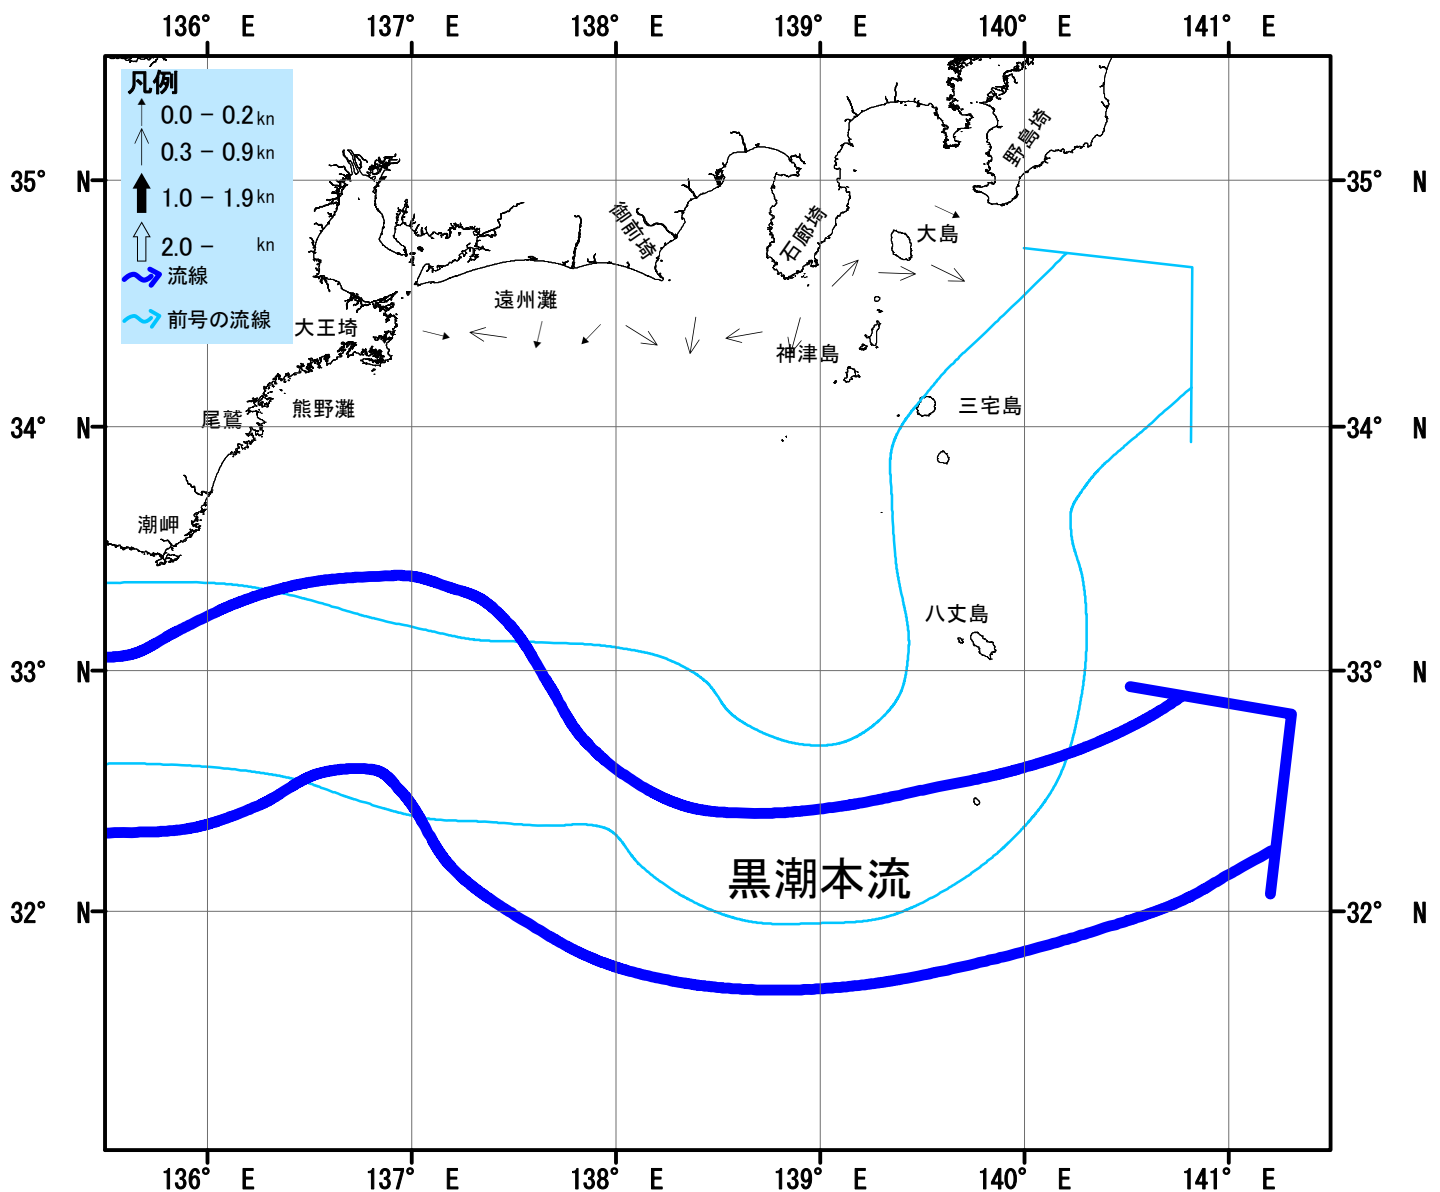 136° E 137° E 138° E 139° E 140° E 141° E
凡例
0.0 − 0.2 kn
0.3 − 0.9 kn
1.0 − 1.9 kn
2.0 − kn
流線
前号の流線
野島埼
35° N 35° N
御前埼
石廊埼
大島
遠州灘
大王埼
神津島
熊野灘
尾鷲
三宅島
34° N 34° N
潮岬
八丈島
33° N 33° N
黒潮本流
32° N 32° N
136° E 137° E 138° E 139° E 140° E 141° E